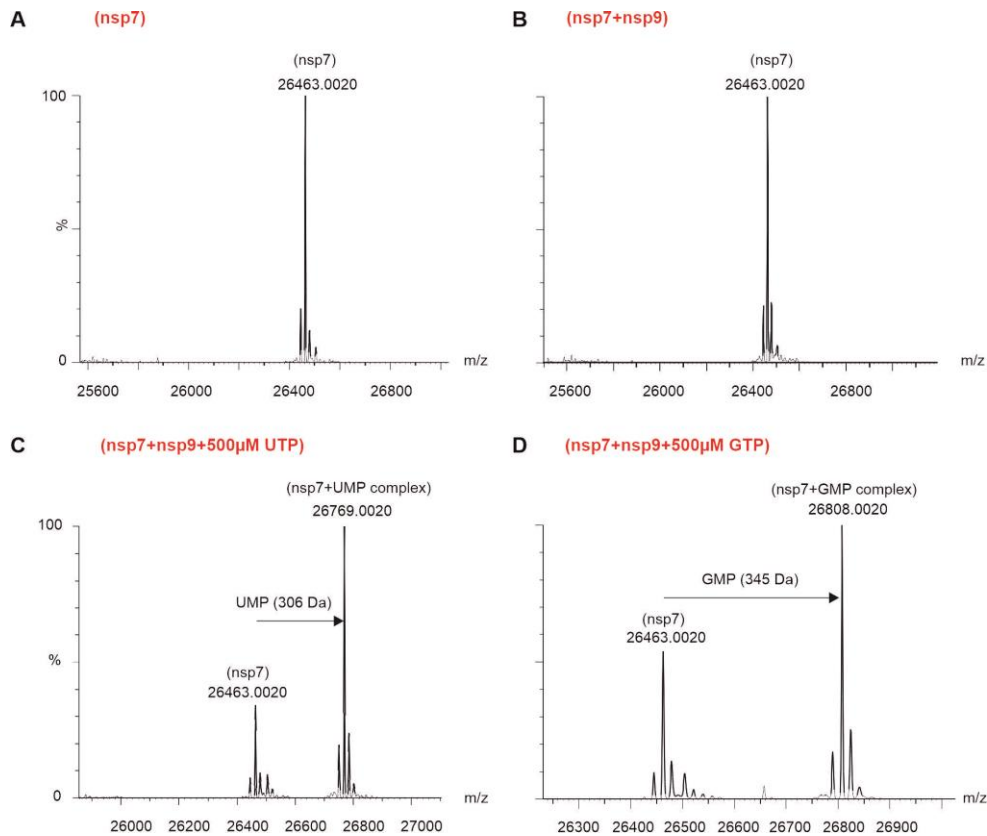 A (nsp7)
(nsp7)
26463.0020
100
%
0
m/z
25600 26000 26400 26800
B (nsp7+nsp9)
(nsp7)
26463.0020
m/z
25600 26000 26400 26800
C (nsp7+nsp9+500µM UTP)
(nsp7+UMP complex)
26769.0020
100
UMP (306 Da)
(nsp7)
26463.0020
%
0
m/z
26000 26200 26400 26600 26800 27000
D (nsp7+nsp9+500µM GTP)
(nsp7+GMP complex)
26808.0020
GMP (345 Da)
(nsp7)
26463.0020
m/z
26300 26400 26500 26600 26700 26800 26900